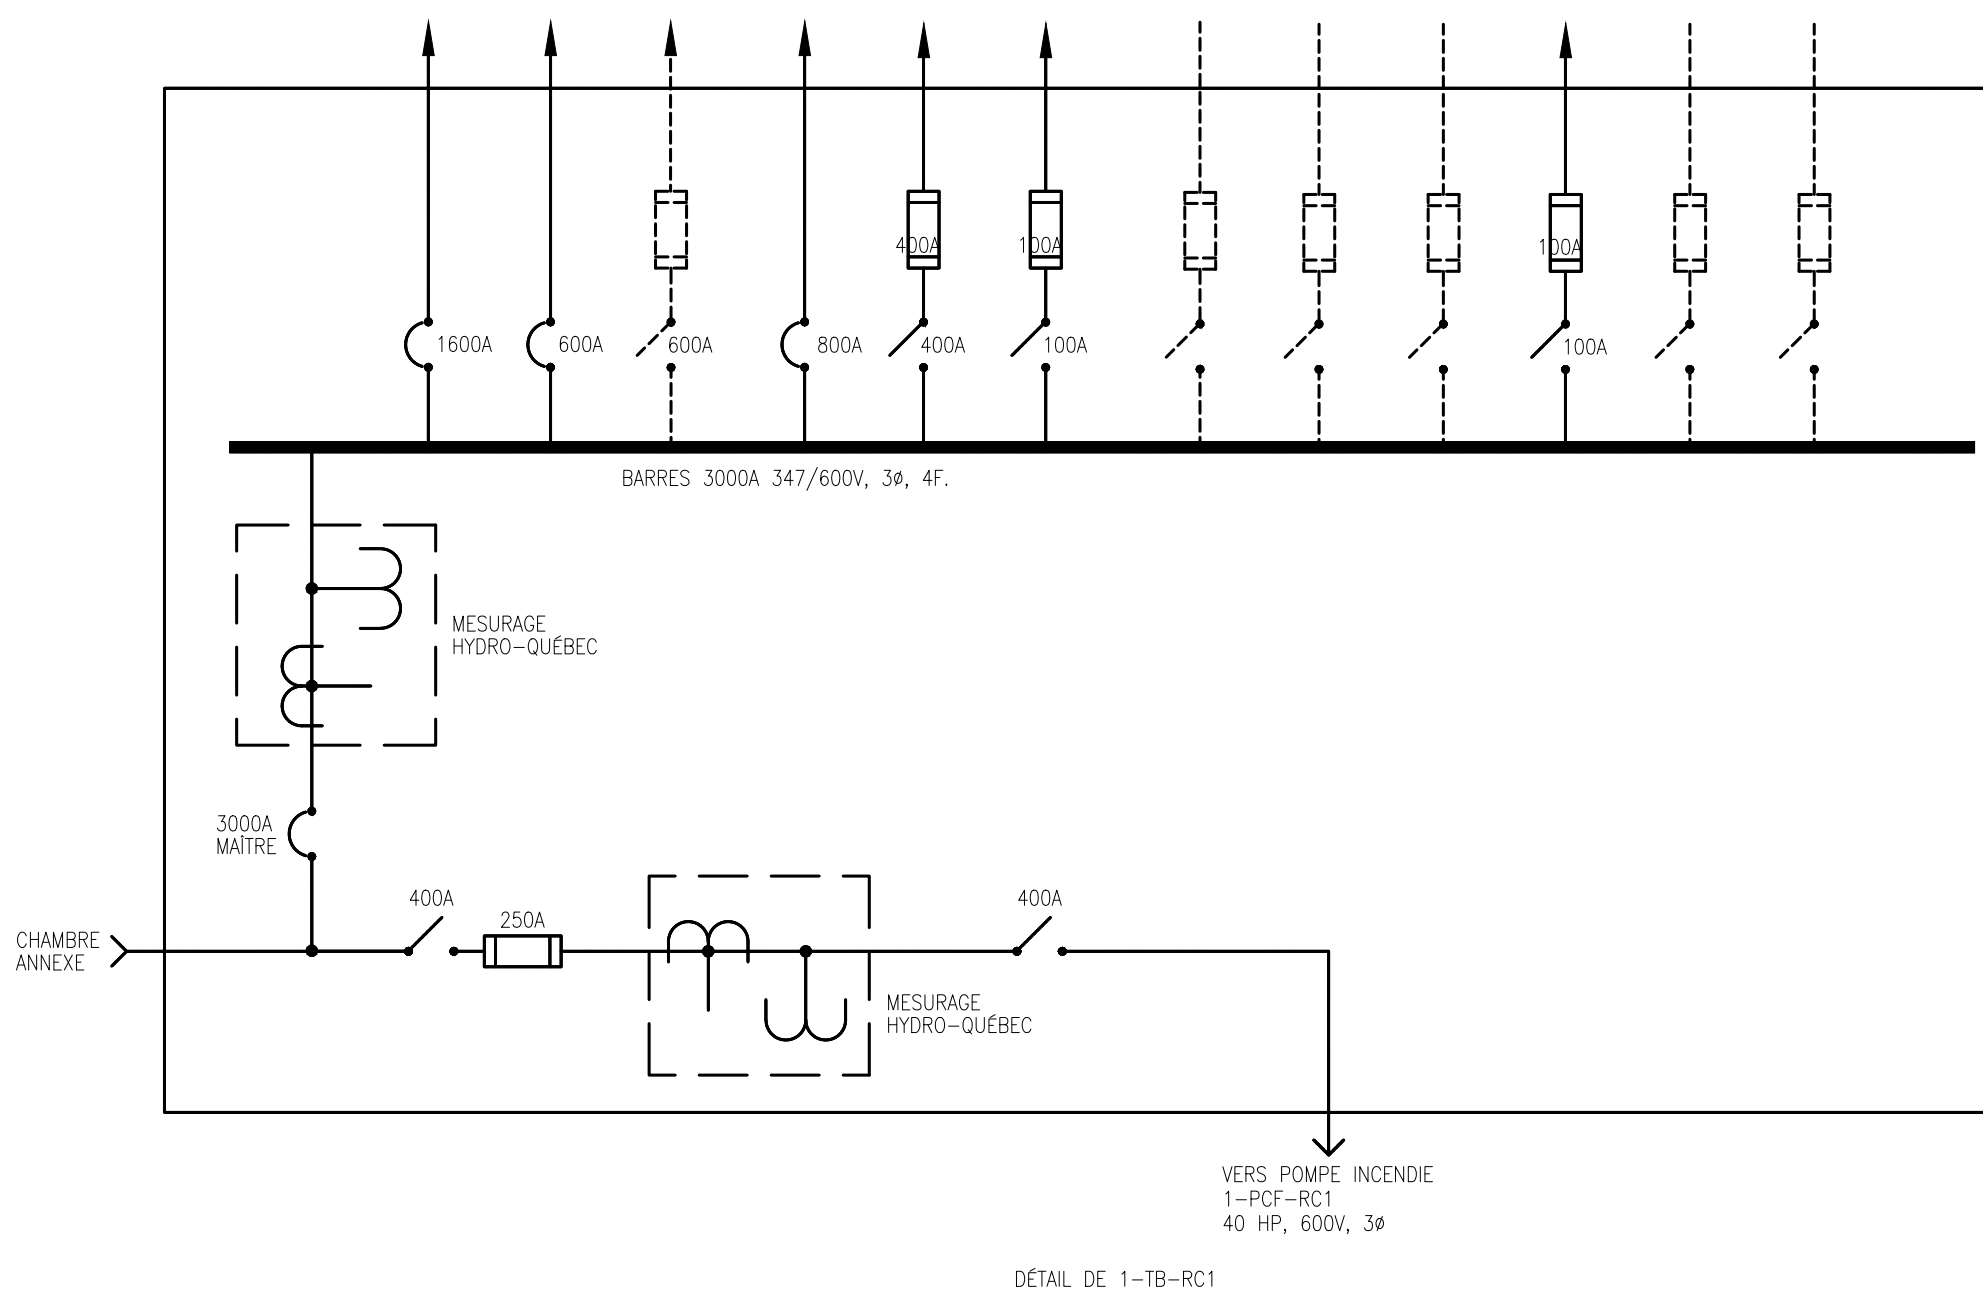 400A
100A
100A
1600A
600A
600A
800A
400A
100A
100A
BARRES 3000A 347/600V, 3ø, 4F.
MESURAGE
HYDRO-QUÉBEC
3000A
MAÎTRE
400A
250A
400A
CHAMBRE
ANNEXE
MESURAGE
HYDRO-QUÉBEC
VERS POMPE INCENDIE
1-PCF-RC1
40 HP, 600V, 3ø
DÉTAIL DE 1-TB-RC1